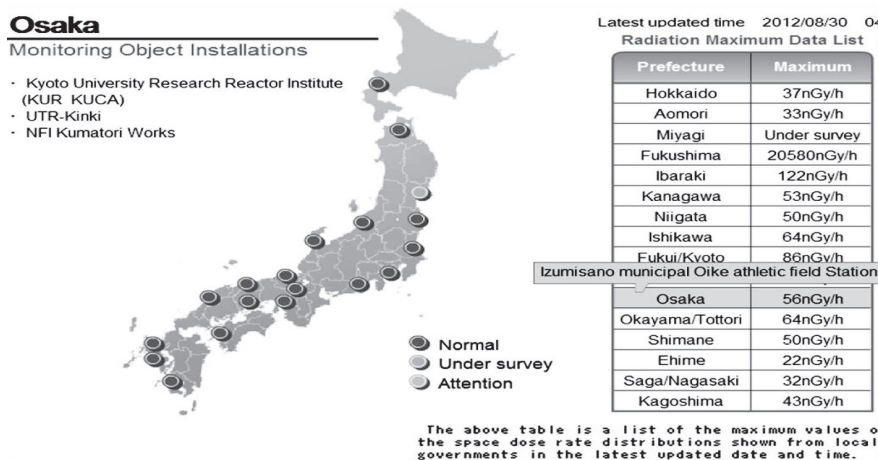 Osaka
Monitoring Object Installations
· Kyoto University Research Reactor Institute
(KUR KUCA)
· UTR-Kinki
· NFI Kumatori Works
Normal
Under survey
Attention
Latest updated time 2012/08/30 04
Radiation Maximum Data List
Prefecture Maximum
Hokkaido 37nGy/h
Aomori 33nGy/h
Miyagi Under survey
Fukushima 20580nGy/h
Ibaraki 122nGy/h
Kanagawa 53nGy/h
Niigata 50nGy/h
Ishikawa 64nGy/h
Fukui/Kyoto 86nGy/h
Izumisano municipal Oike athletic field Station
Osaka 56nGy/h
Okayama/Tottori 64nGy/h
Shimane 50nGy/h
Ehime 22nGy/h
Saga/Nagasaki 32nGy/h
Kagoshima 43nGy/h
The above table is a list of the maximum values o
the space dose rate distributions shown from local
governments in the latest updated date and time.